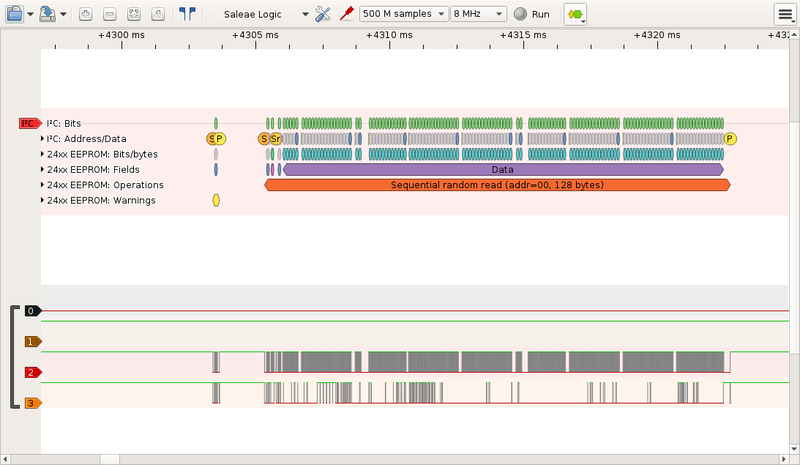 Saleae Logic 500 M samples 8 MHz Run
+4300 ms +4305 ms +4310 ms +4315 ms +4320 ms
I²C I²C: Bits
I²C: Address/Data S P S Sr P
24xx EEPROM: Bits/bytes
24xx EEPROM: Fields Data
24xx EEPROM: Operations Sequential random read (addr=00, 128 bytes)
24xx EEPROM: Warnings
0
1
2
3